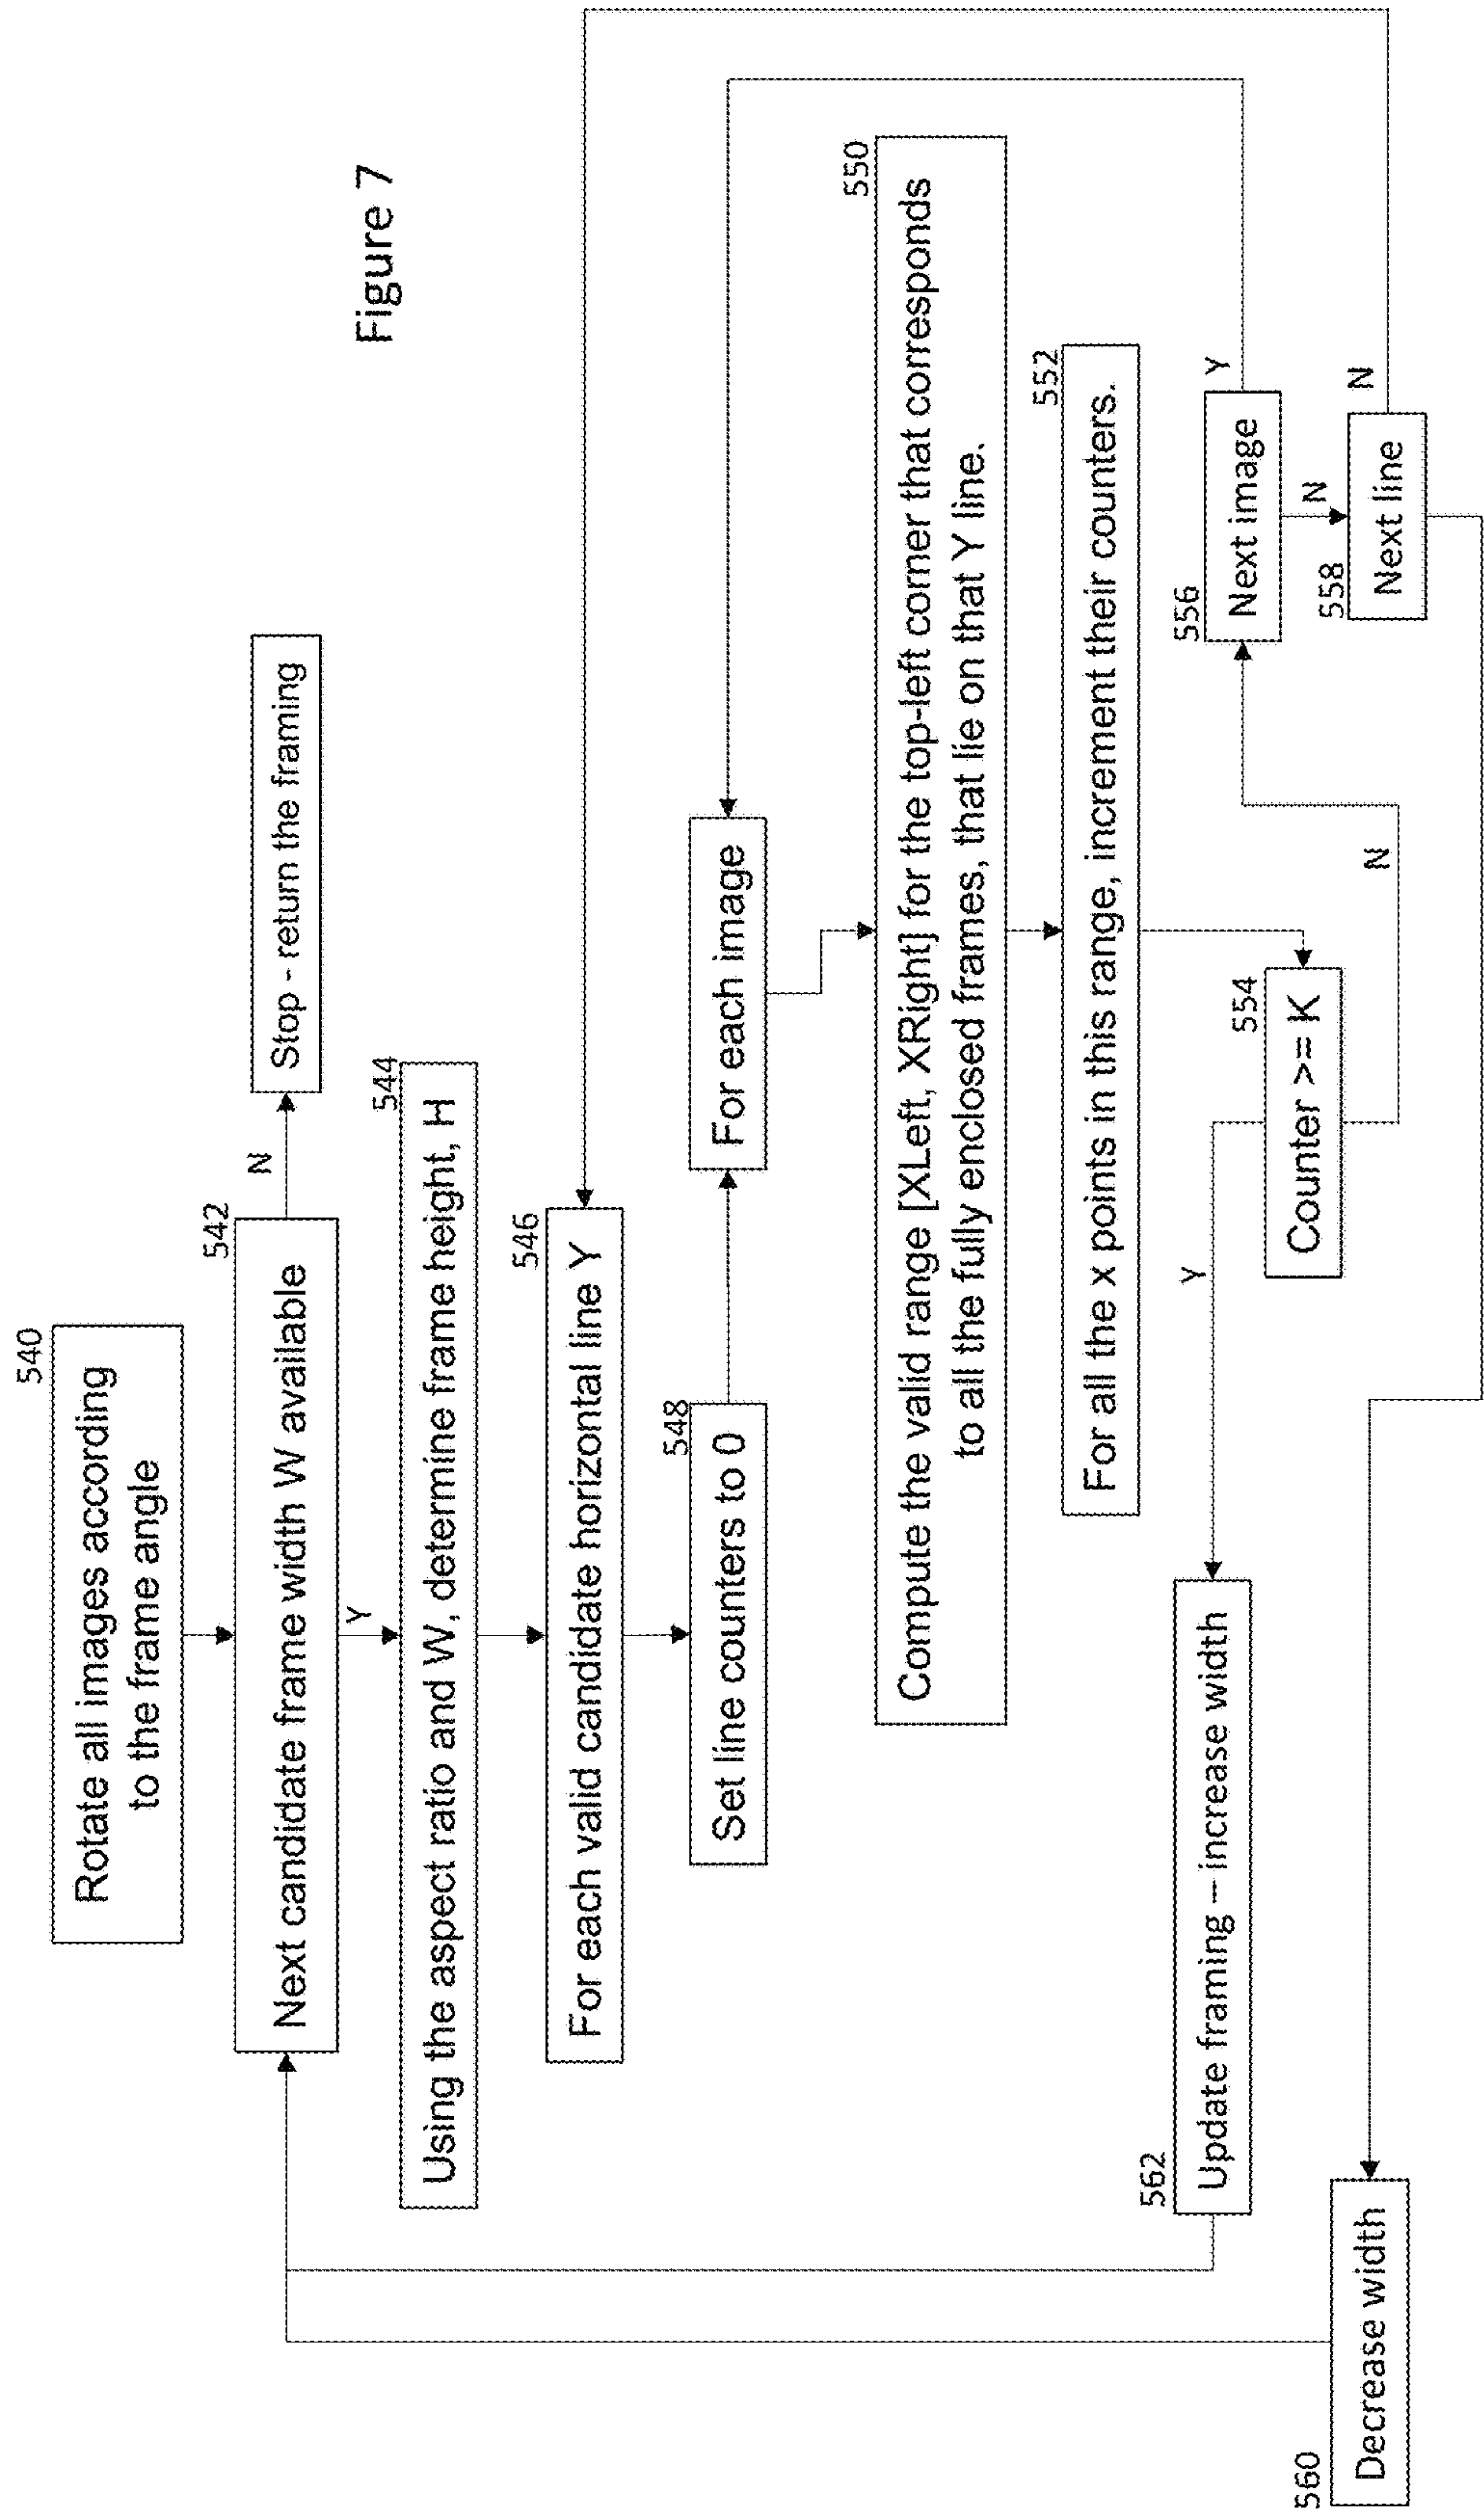 Figure 7
540
Rotate all images according
to the frame angle
542
Next candidate frame width W available
N
Stop - return the framing
Y
544
Using the aspect ratio and W, determine frame height, H
546
For each valid candidate horizontal line Y
548
Set line counters to 0
For each image
550
Compute the valid range [XLeft, XRight] for the top-left corner that corresponds
to all the fully enclosed frames, that lie on that Y line.
552
For all the x points in this range, increment their counters.
554
Counter >= K
Y
N
556
Next image
Y
N
558
Next line
N
562
Update framing – increase width
560
Decrease width